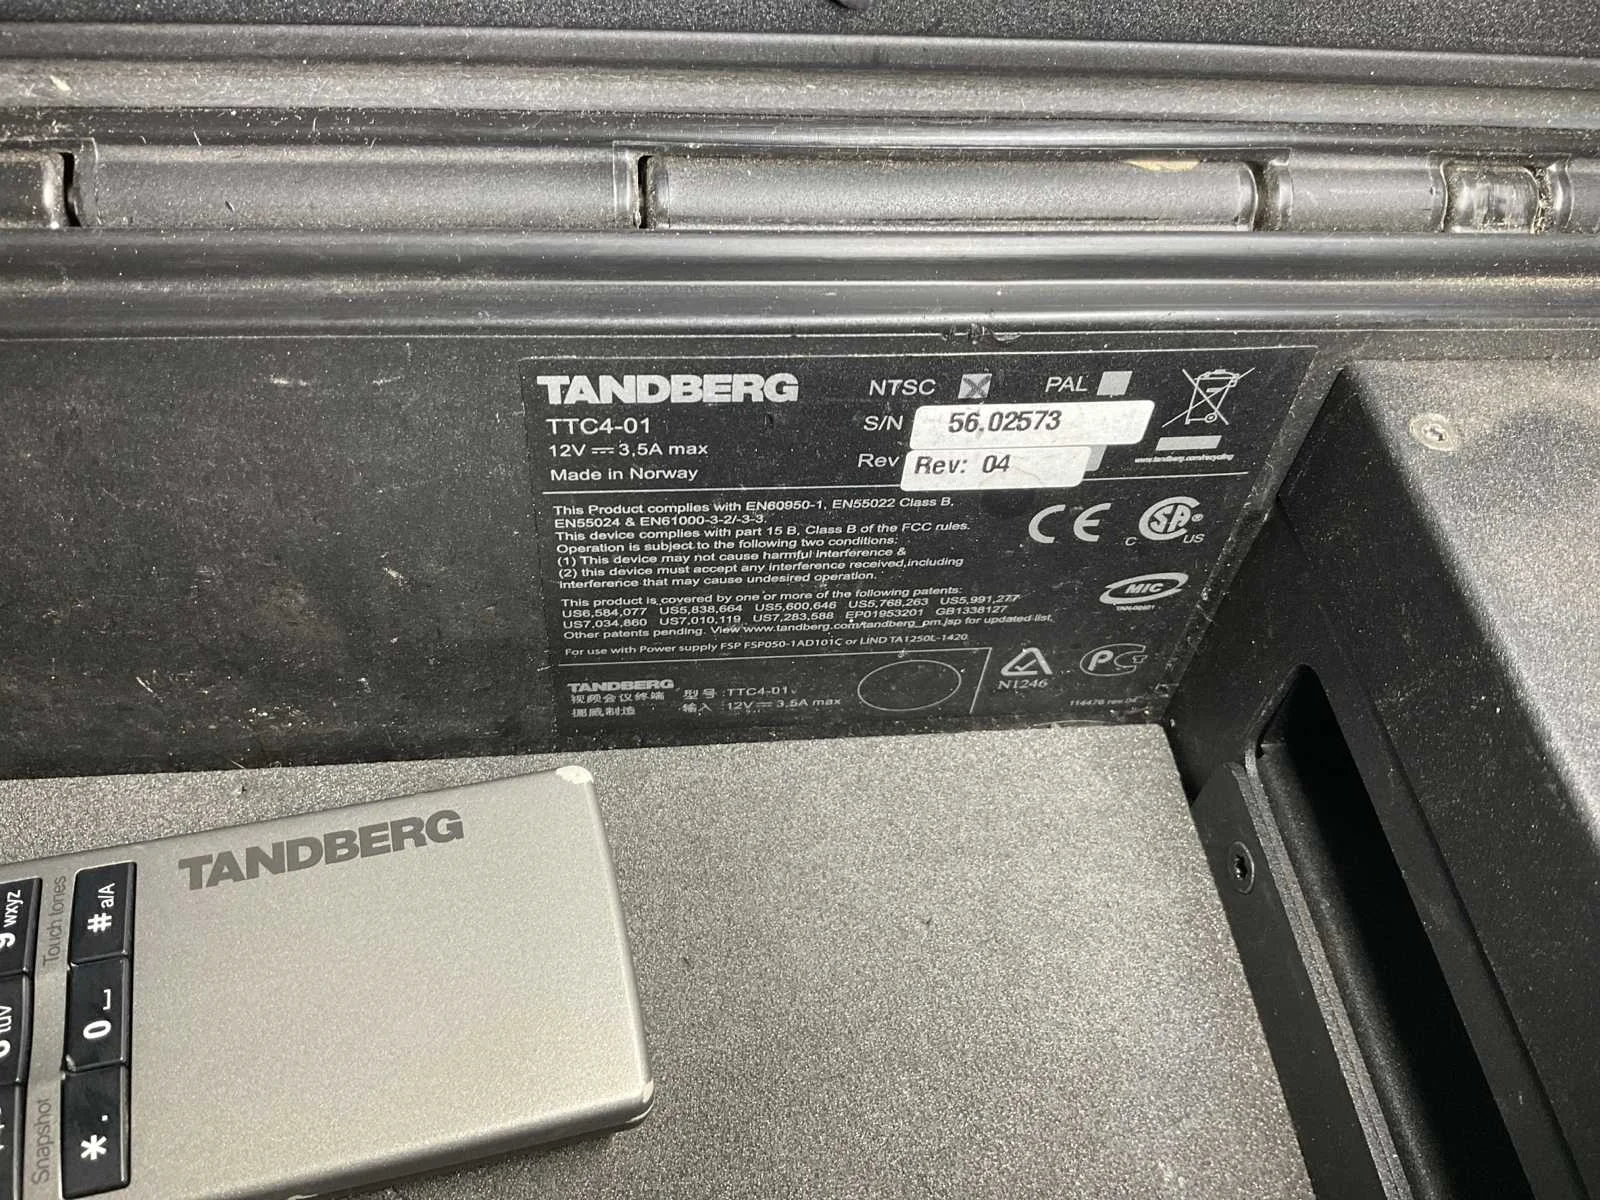 TANDBERG
NTSC
PAL
TTC4-01
S/N 56.02573
12V 3,5A max
Rev Rev: 04
Made in Norway
www.tandberg.com/recycling
This Product complies with EN60950-1, EN55022 Class B,
EN55024 & EN61000-3-2/-3-3.
This device complies with part 15 B, Class B of the FCC rules.
Operation is subject to the following two conditions:
(1) This device may not cause harmful interference &
(2) this device must accept any interference received,including
interference that may cause undesired operation.
CE
C SA® US
MIC
This product is covered by one or more of the following patents:
US6,584,077 US5,838,664 US5,600,646 US5,768,263 US5,991,277
US7,034,860 US7,010,119 US7,283,588 EP01953201 GB1338127
Other patents pending. View www.tandberg.com/tandberg_pm.jsp for updated list.
For use with Power supply FSP FSP050-1AD101C or LIND TA1250L-1420
N1246
TANDBERG 型号 :TTC4-01
视频会议终端
输入 :12V 3,5A max
挪威制造
TANDBERG
9 wxyz
Touch tones
# a/A
0
Snapshot
* .